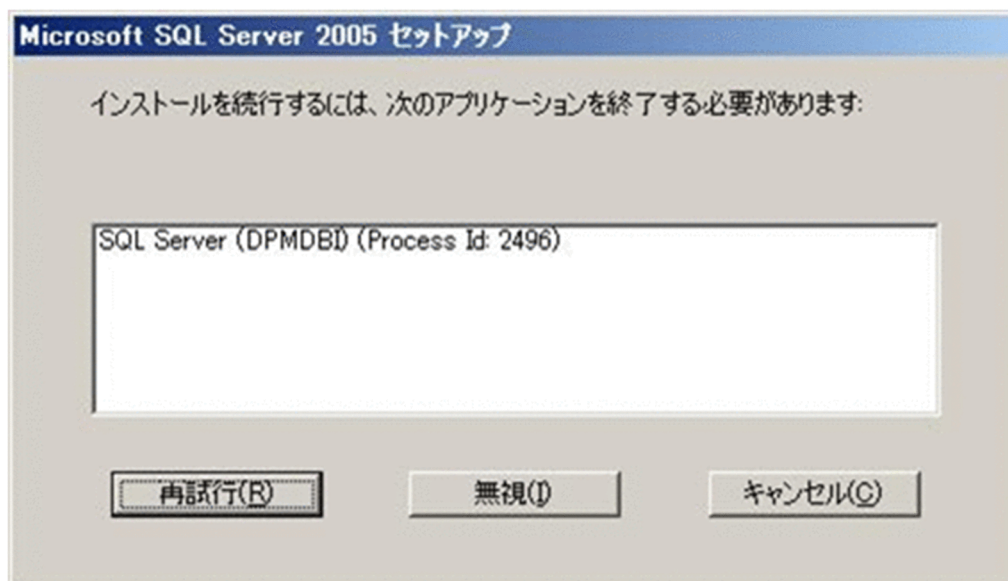 Microsoft SQL Server 2005 セットアップ
インストールを続行するには、次のアプリケーションを終了する必要があります:
SQL Server (DPMDBI) (Process Id: 2496)
再試行(R)
無視(I)
キャンセル(C)